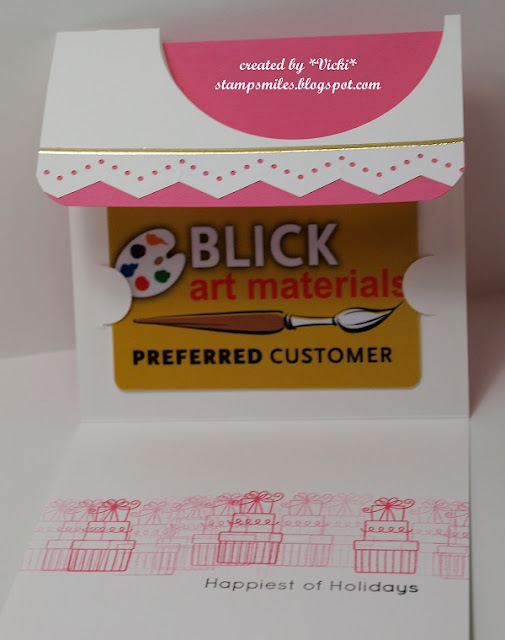 created by *Vicki*
stampsmiles.blogspot.com
BLICK
art materials
PREFERRED CUSTOMER
Happiest of Holidays